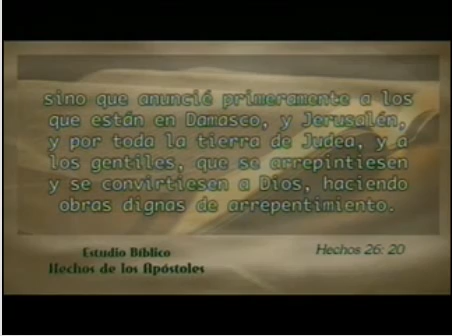 sino que anuncié primeramente a los
que están en Damasco, y Jerusalén,
y por toda la tierra de Judea, y a
los gentiles, que se arrepintiesen
y se convirtiesen a Dios, haciendo
obras dignas de arrepentimiento.
Hechos 26: 20
Estudio Bíblico
Hechos de los Apóstoles